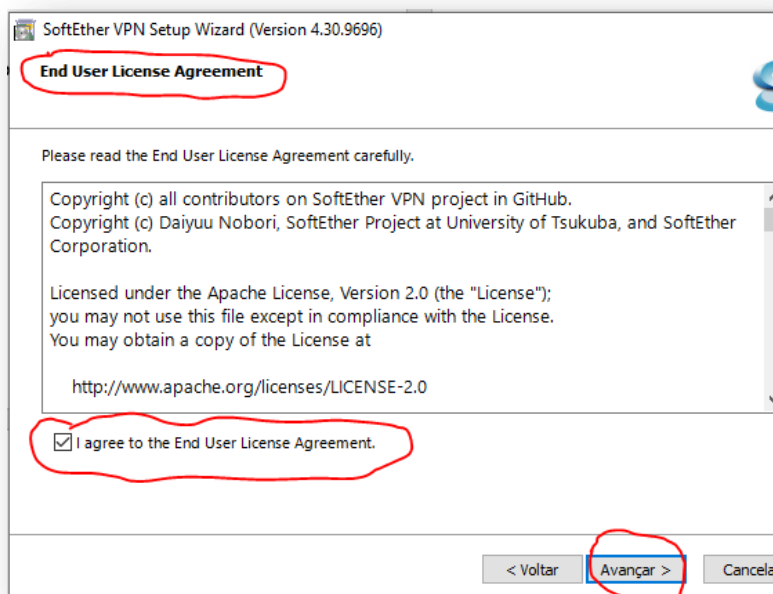 SoftEther VPN Setup Wizard (Version 4.30.9696)
End User License Agreement
Please read the End User License Agreement carefully.
Copyright (c) all contributors on SoftEther VPN project in GitHub.
Copyright (c) Daiyuu Nobori, SoftEther Project at University of Tsukuba, and SoftEther
Corporation.
Licensed under the Apache License, Version 2.0 (the "License");
you may not use this file except in compliance with the License.
You may obtain a copy of the License at
http://www.apache.org/licenses/LICENSE-2.0
I agree to the End User License Agreement.
< Voltar Avançar > Cancela